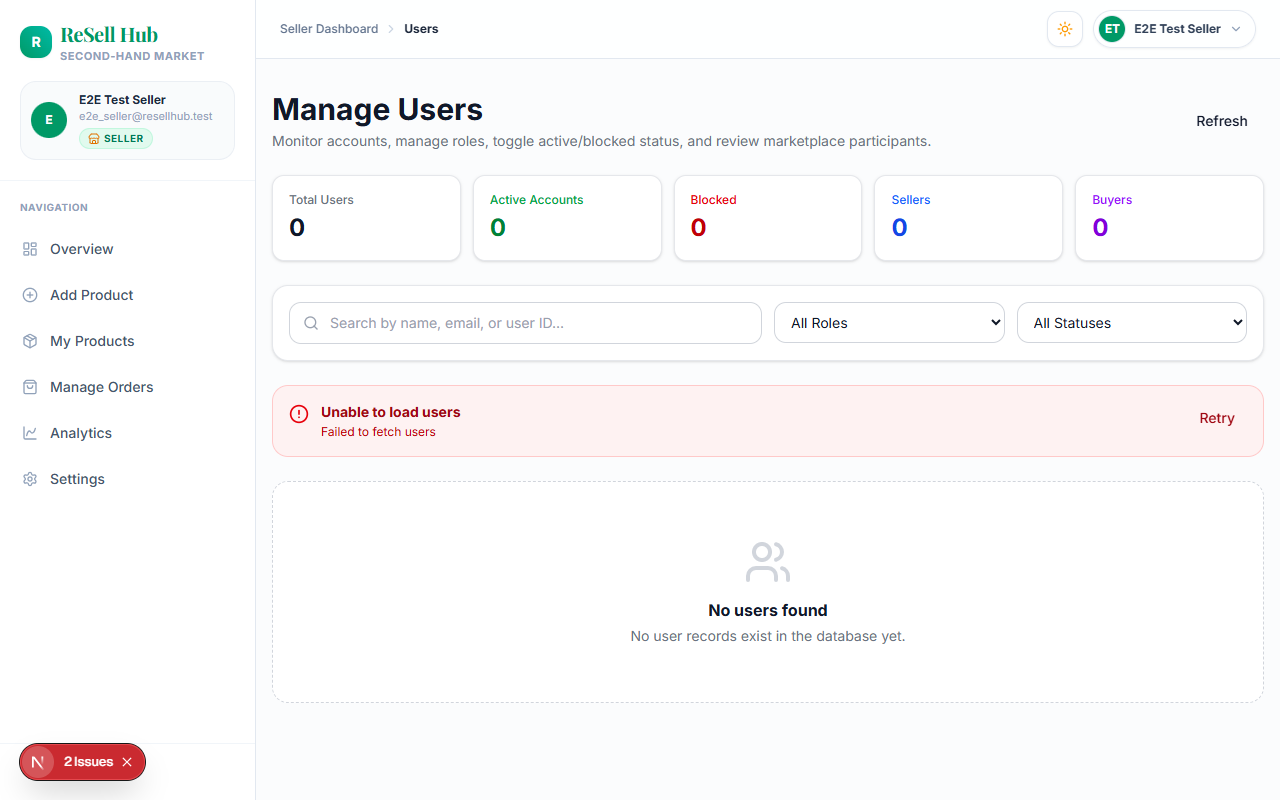 R
ReSell Hub
SECOND-HAND MARKET
E
E2E Test Seller
e2e_seller@resellhub.test
SELLER
NAVIGATION
Overview
Add Product
My Products
Manage Orders
Analytics
Settings
N
2 Issues
Seller Dashboard
Users
ET
E2E Test Seller
Manage Users
Monitor accounts, manage roles, toggle active/blocked status, and review marketplace participants.
Refresh
Total Users
0
Active Accounts
0
Blocked
0
Sellers
0
Buyers
0
Search by name, email, or user ID...
All Roles
All Statuses
Unable to load users
Failed to fetch users
Retry
No users found
No user records exist in the database yet.